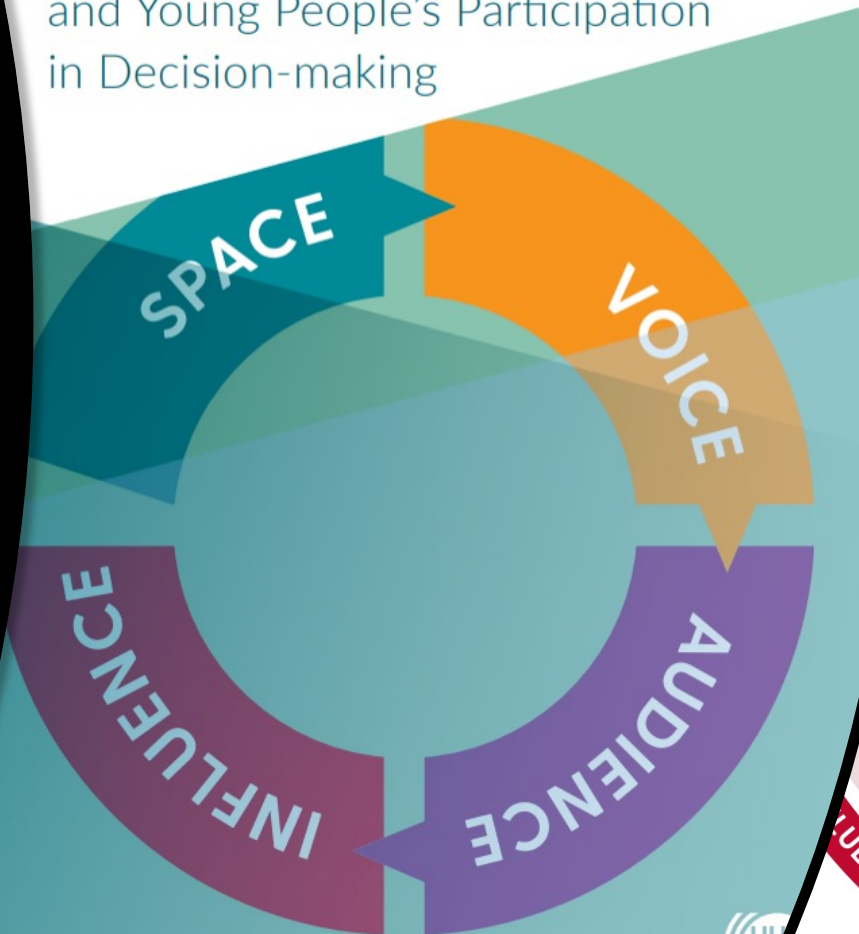 and Young People's Participation
in Decision-making
SPACE
VOICE
AUDIENCE
INFLUENCE